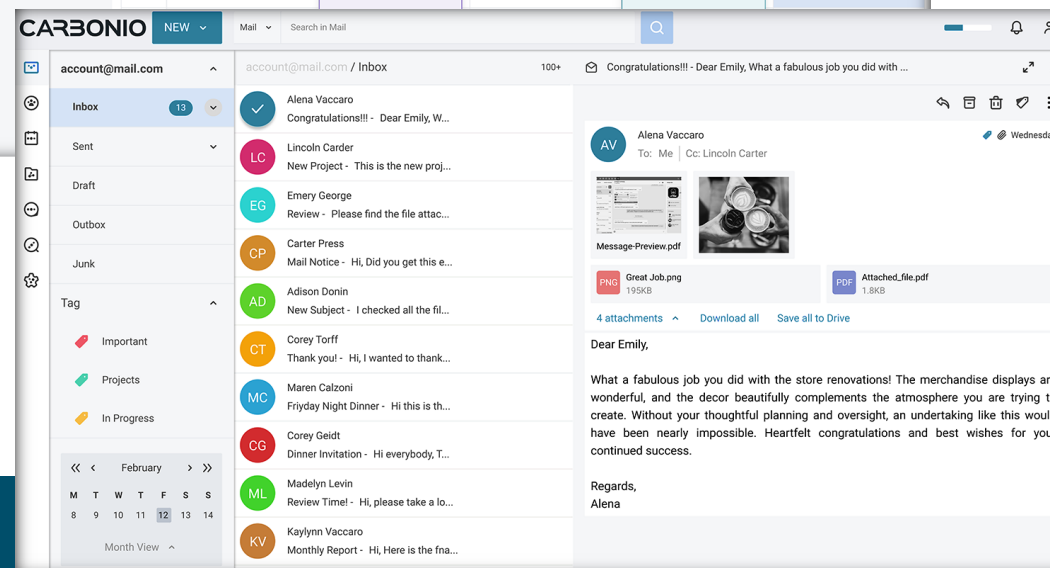 CARBONIO
NEW
Mail
Search in Mail
account@mail.com
Inbox
13
Sent
Draft
Outbox
Junk
Tag
Important
Projects
In Progress
February
M T W T F S S
8 9 10 11 12 13 14
Month View
account@mail.com / Inbox
100+
Alena Vaccaro
Congratulations!!! - Dear Emily, W...
LC
Lincoln Carder
New Project - This is the new proj...
EG
Emery George
Review - Please find the file attac...
CP
Carter Press
Mail Notice - Hi, Did you get this e...
AD
Adison Donin
New Subject - I checked all the fil...
CT
Corey Torff
Thank you! - Hi, I wanted to thank...
MC
Maren Calzoni
Friyday Night Dinner - Hi this is th...
CG
Corey Geidt
Dinner Invitation - Hi everybody, T...
ML
Madelyn Levin
Review Time! - Hi, please take a lo...
KV
Kaylynn Vaccaro
Monthly Report - Hi, Here is the fna...
Congratulations!!! - Dear Emily, What a fabulous job you did with ...
AV
Alena Vaccaro
Wednesda
To: Me Cc: Lincoln Carter
Message-Preview.pdf
PNG
Great Job.png
195KB
PDF
Attached_file.pdf
1.8KB
4 attachments
Download all
Save all to Drive
Dear Emily,
What a fabulous job you did with the store renovations! The merchandise displays ar
wonderful, and the decor beautifully complements the atmosphere you are trying t
create. Without your thoughtful planning and oversight, an undertaking like this woul
have been nearly impossible. Heartfelt congratulations and best wishes for you
continued success.
Regards,
Alena